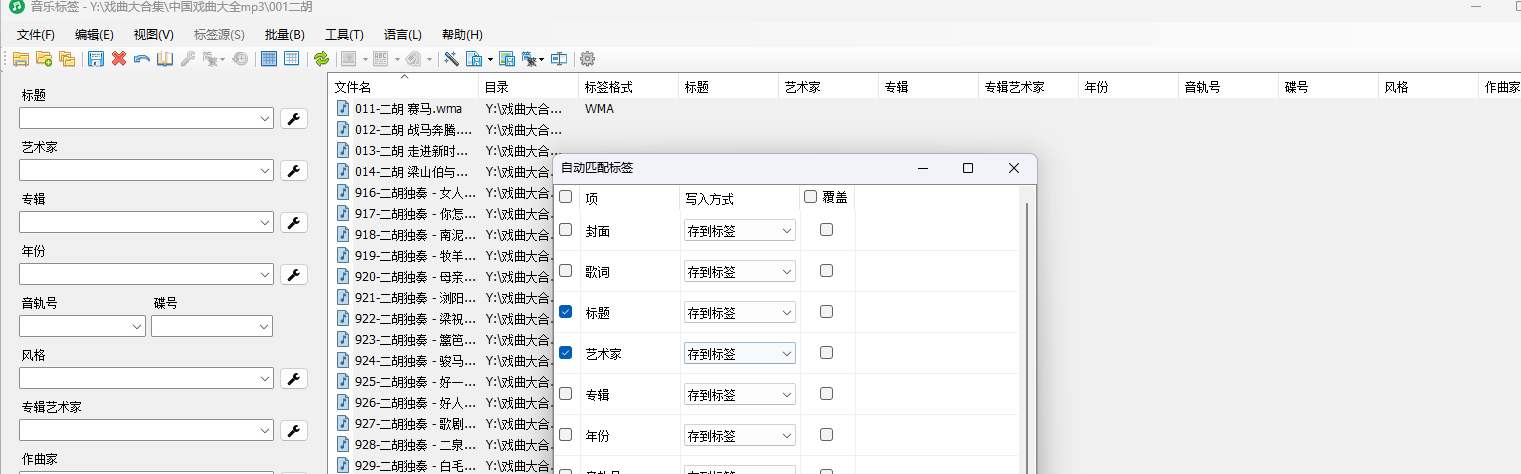 音乐标签 - Y:\戏曲大合集\中国戏曲大全mp3\001二胡
文件(F) 编辑(E) 视图(V) 标签源(S) 批量(B) 工具(T) 语言(L) 帮助(H)
标题
艺术家
专辑
年份
音轨号 碟号
风格
专辑艺术家
作曲家
文件名 目录 标签格式 标题 艺术家 专辑 专辑艺术家 年份 音轨号 碟号 风格 作曲家
011-二胡 赛马.wma Y:\戏曲大合... WMA
012-二胡 战马奔腾.... Y:\戏曲大合...
013-二胡 走进新时... Y:\戏曲大合...
014-二胡 梁山伯与... Y:\戏曲大合
916-二胡独奏 - 女人... Y:\戏曲大合
917-二胡独奏 - 你怎... Y:\戏曲大合
918-二胡独奏 - 南泥... Y:\戏曲大合
919-二胡独奏 - 牧羊... Y:\戏曲大合
920-二胡独奏 - 母亲... Y:\戏曲大合
921-二胡独奏 - 浏阳... Y:\戏曲大合
922-二胡独奏 - 梁祝... Y:\戏曲大合
923-二胡独奏 - 篱笆... Y:\戏曲大合
924-二胡独奏 - 骏马... Y:\戏曲大合
925-二胡独奏 - 好一... Y:\戏曲大合
926-二胡独奏 - 好人... Y:\戏曲大合
927-二胡独奏 - 歌剧... Y:\戏曲大合
928-二胡独奏 - 二泉... Y:\戏曲大合
929-二胡独奏 - 白毛... Y:\戏曲大合
自动匹配标签
项 写入方式 覆盖
封面 存到标签
歌词 存到标签
标题 存到标签
艺术家 存到标签
专辑 存到标签
年份 存到标签